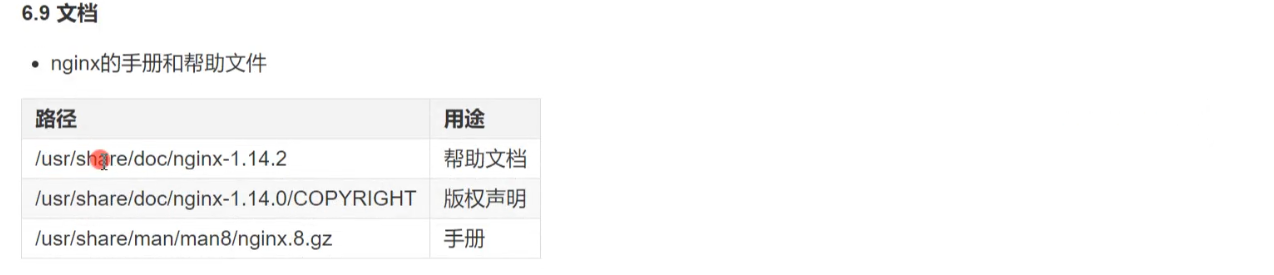 6.9 文档
nginx的手册和帮助文件
路径 用途
/usr/share/doc/nginx-1.14.2 帮助文档
/usr/share/doc/nginx-1.14.0/COPYRIGHT 版权声明
/usr/share/man/man8/nginx.8.gz 手册